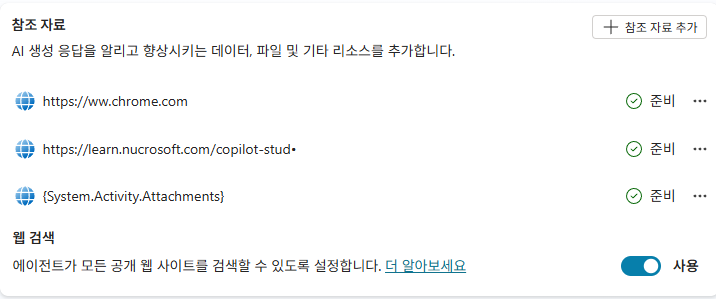 참조 자료
+ 참조 자료 추가
AI 생성 응답을 알리고 향상시키는 데이터, 파일 및 기타 리소스를 추가합니다.
https://ww.chrome.com 준비 ...
https://learn.nucrosoft.com/copilot-stud• 준비 ...
{System.Activity.Attachments} 준비 ...
웹 검색
에이전트가 모든 공개 웹 사이트를 검색할 수 있도록 설정합니다. 더 알아보세요 사용